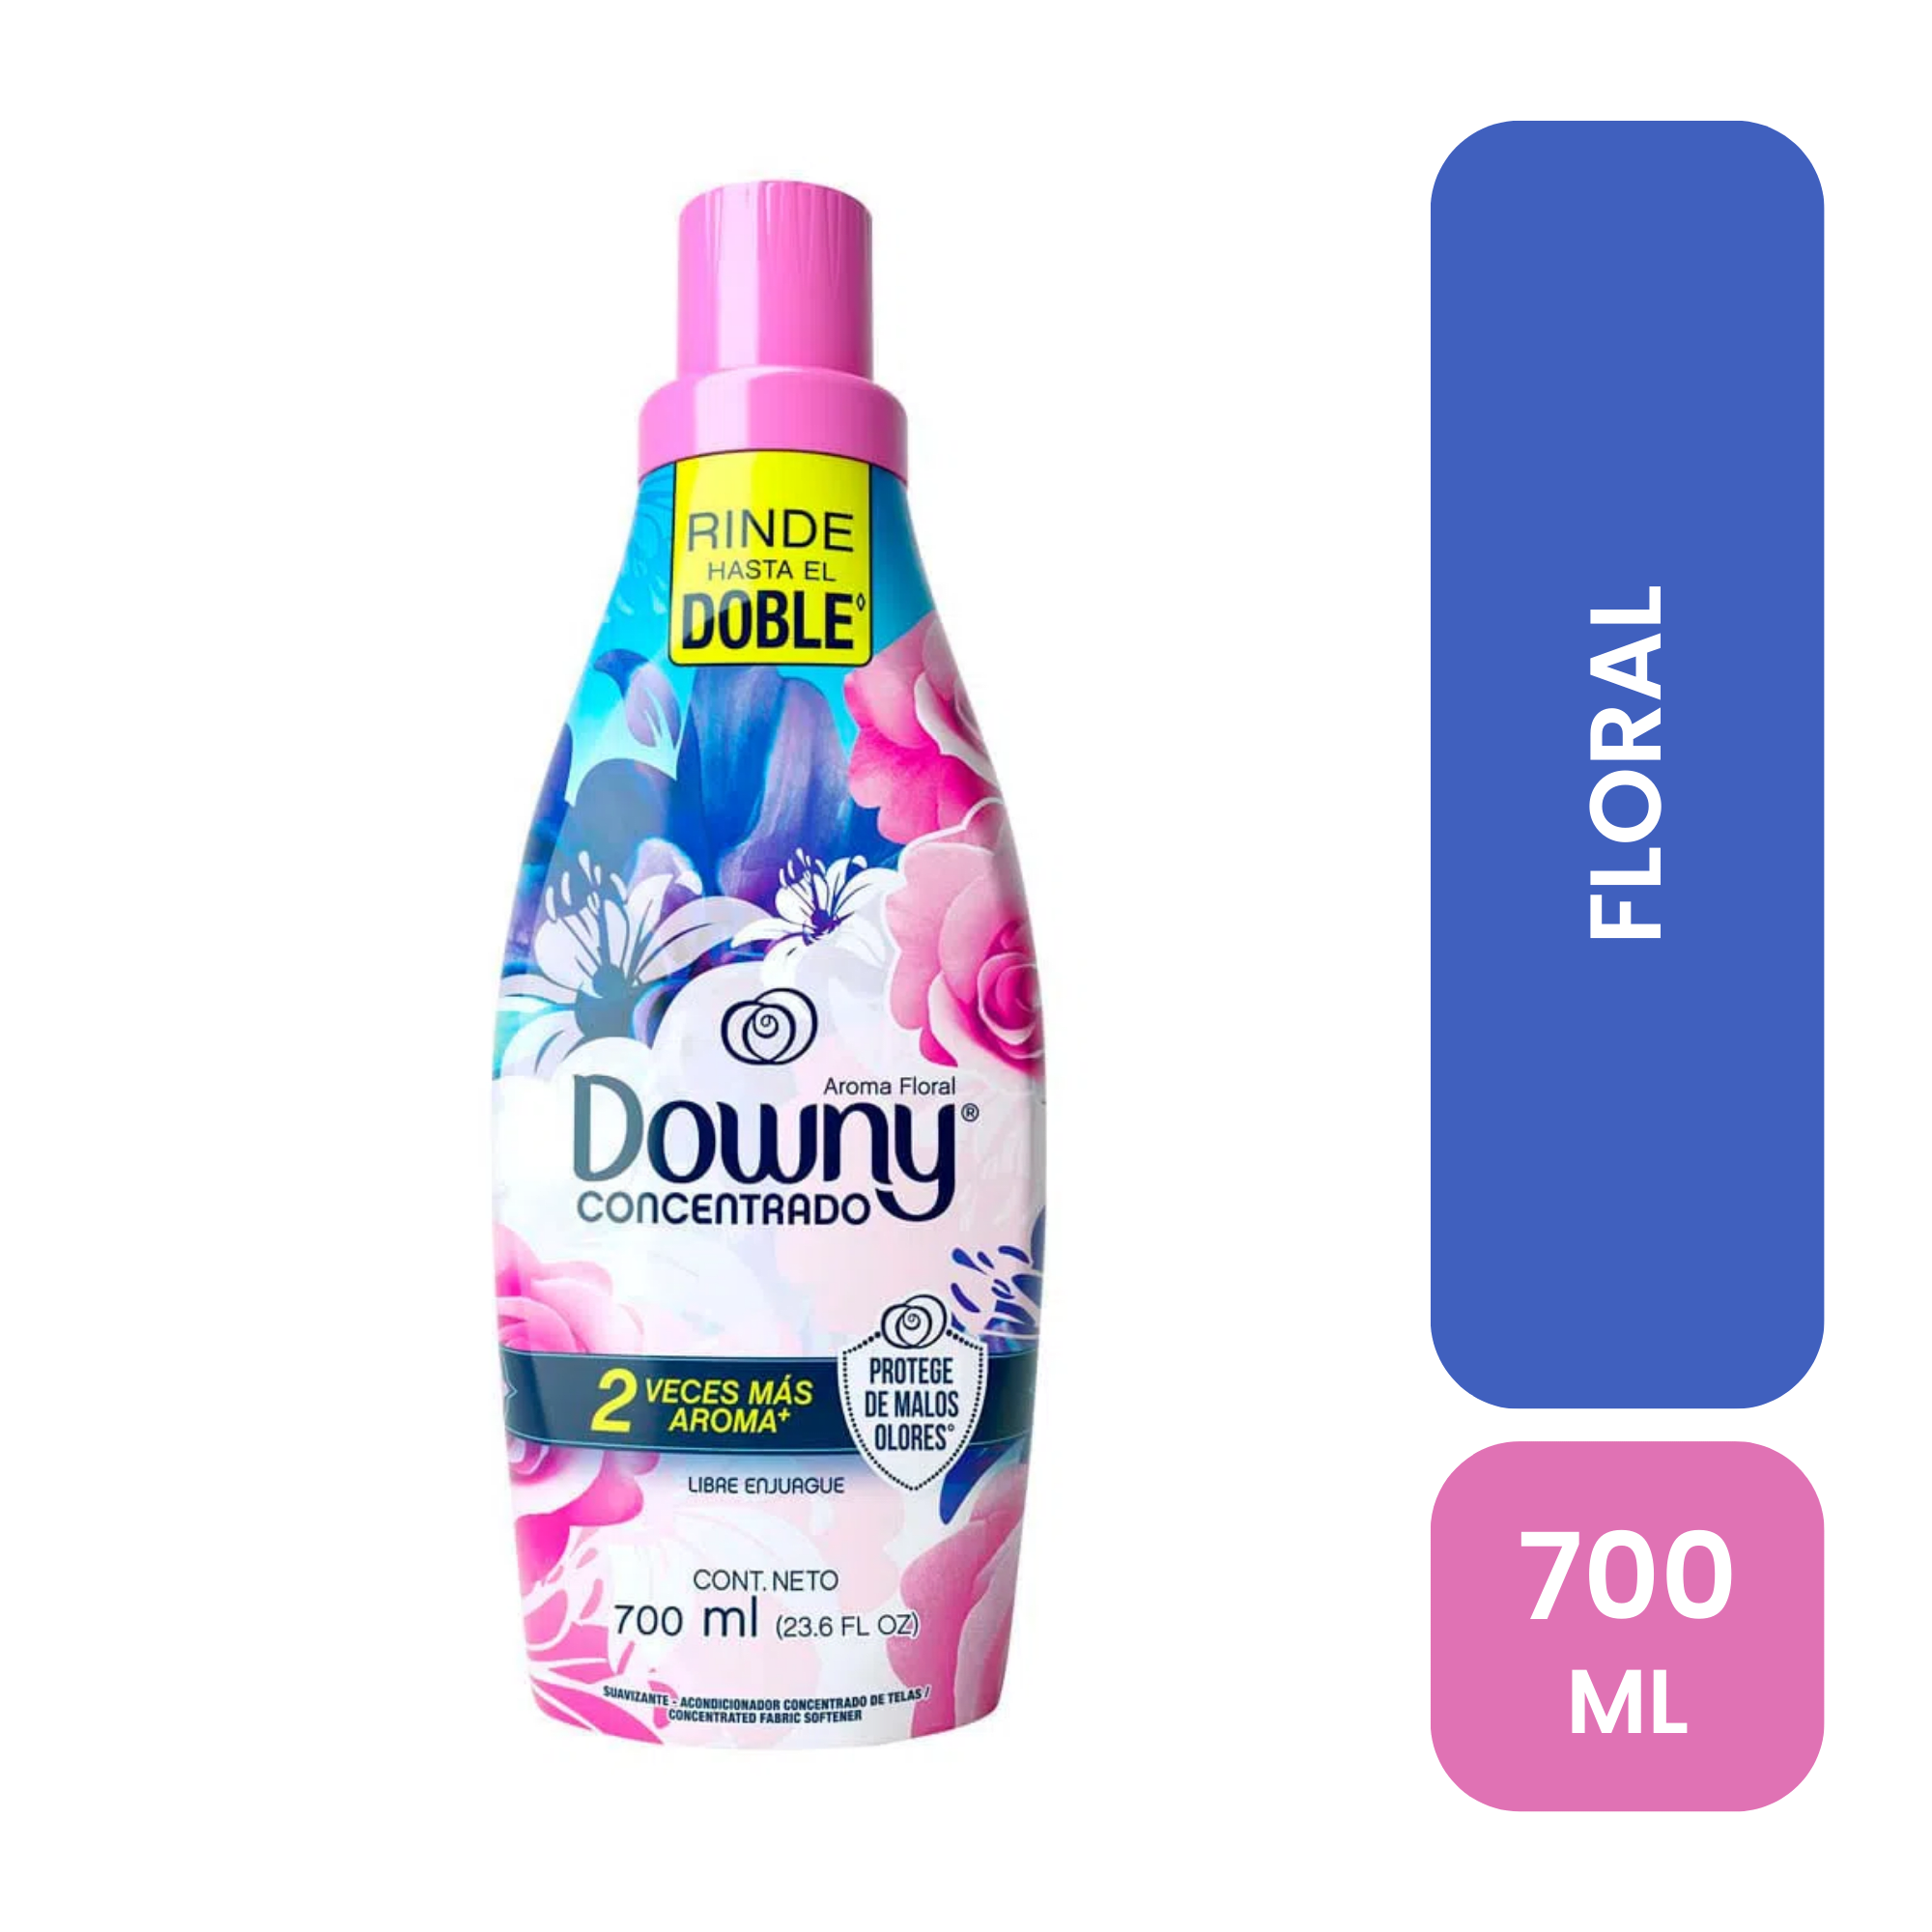 RINDE
HASTA EL
DOBLE◊
Aroma Floral
Downy®
CONCENTRADO
2 VECES MÁS
AROMA+
PROTEGE
DE MALOS
OLORES°
LIBRE ENJUAGUE
CONT. NETO
700 ml (23.6 FL OZ)
SUAVIZANTE - ACONDICIONADOR CONCENTRADO DE TELAS /
CONCENTRATED FABRIC SOFTENER
FLORAL
700
ML